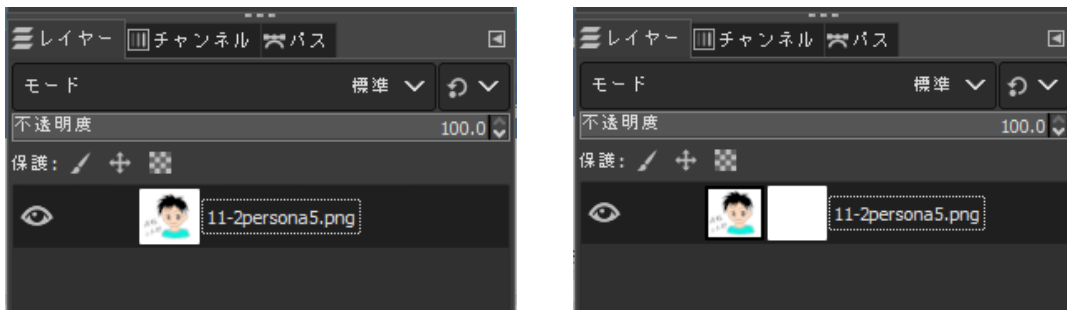 レイヤー チャンネル パス
モード 標準
不透明度 100.0
保護:
11-2persona5.png
レイヤー チャンネル パス
モード 標準
不透明度 100.0
保護:
11-2persona5.png